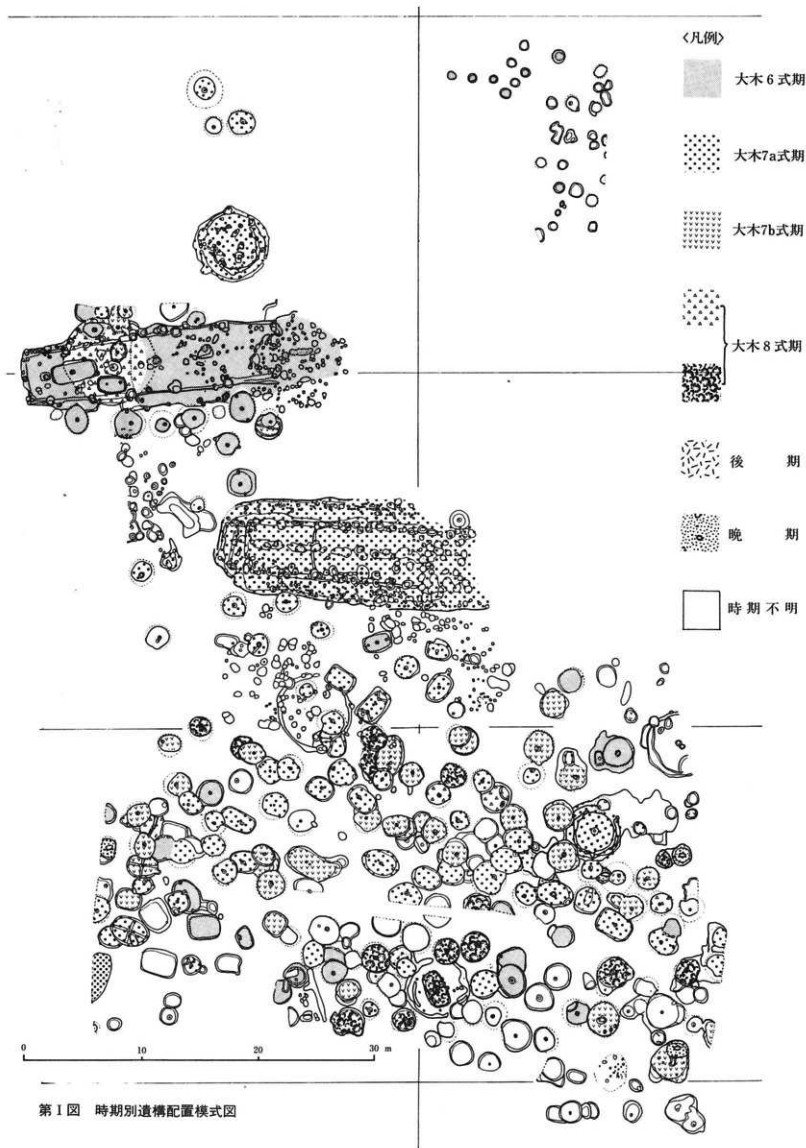 〈凡例〉
大木6式期
大木7a式期
大木7b式期
大木8式期
後期
晩期
時期不明
0 10 20 30 m
第1図 時期別遺構配置模式図